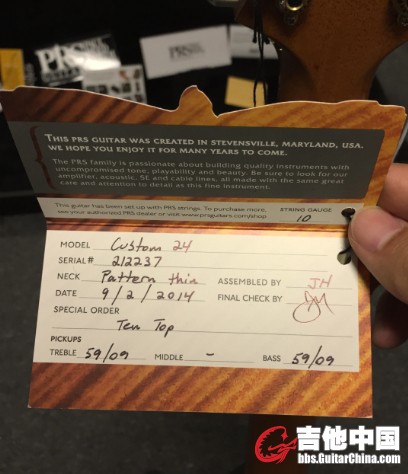 PRS
PRS
THIS PRS GUITAR WAS CREATED IN STEVENSVILLE, MARYLAND, USA.
WE HOPE YOU ENJOY IT FOR MANY YEARS TO COME.
The PRS family is passionate about building quality instruments with
uncompromised tone, playability and beauty. Be sure to look for our
amplifier, acoustic, SE and cable lines, all made with the same great
care and attention to detail as this fine instrument.
This guitar has been set up with PRS strings. To purchase more,
see your authorized PRS dealer or visit www.prsguitars.com/shop
STRING GAUGE
10
MODEL Custom 24
SERIAL# 212237
NECK Pattern thin ASSEMBLED BY JH
DATE 9/2/2014 FINAL CHECK BY
SPECIAL ORDER
Ten Top
PICKUPS
TREBLE 59/09 MIDDLE - BASS 59/09
吉他中国
bbs.GuitarChina.com